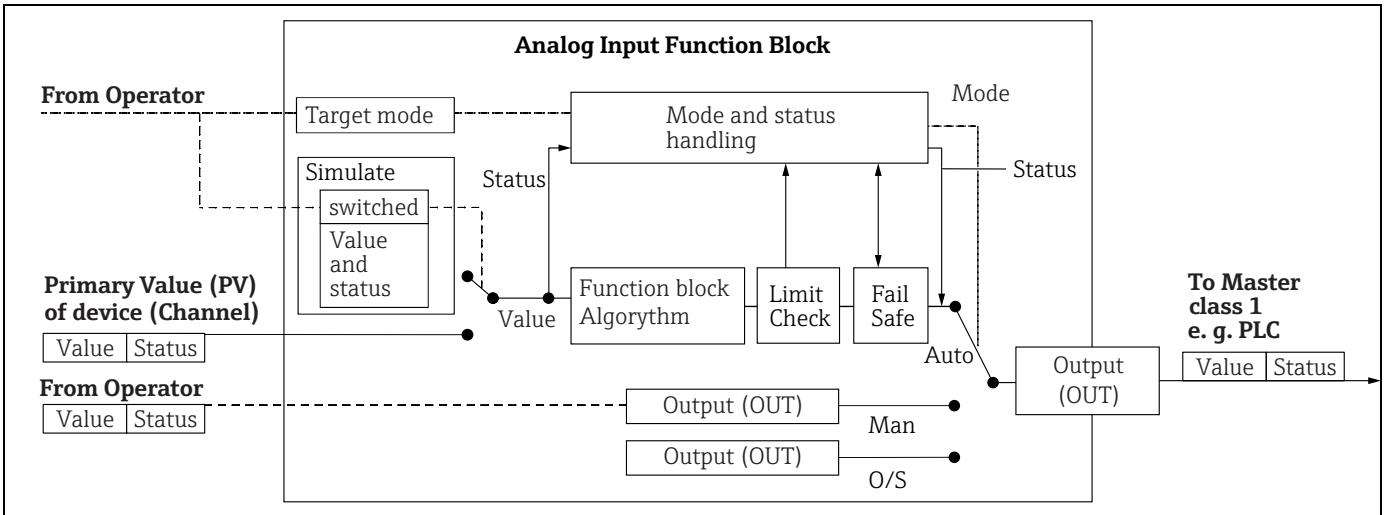 Analog Input Function Block
From Operator
Target mode
Mode and status
handling
Mode
Simulate
switched
Value
and
status
Status
Status
Primary Value (PV)
of device (Channel)
Value Status
Value
Function block
Algorythm
Limit
Check
Fail
Safe
Auto
To Master
class 1
e. g. PLC
Output
(OUT)
Value Status
From Operator
Value Status
Output (OUT)
Man
Output (OUT)
O/S